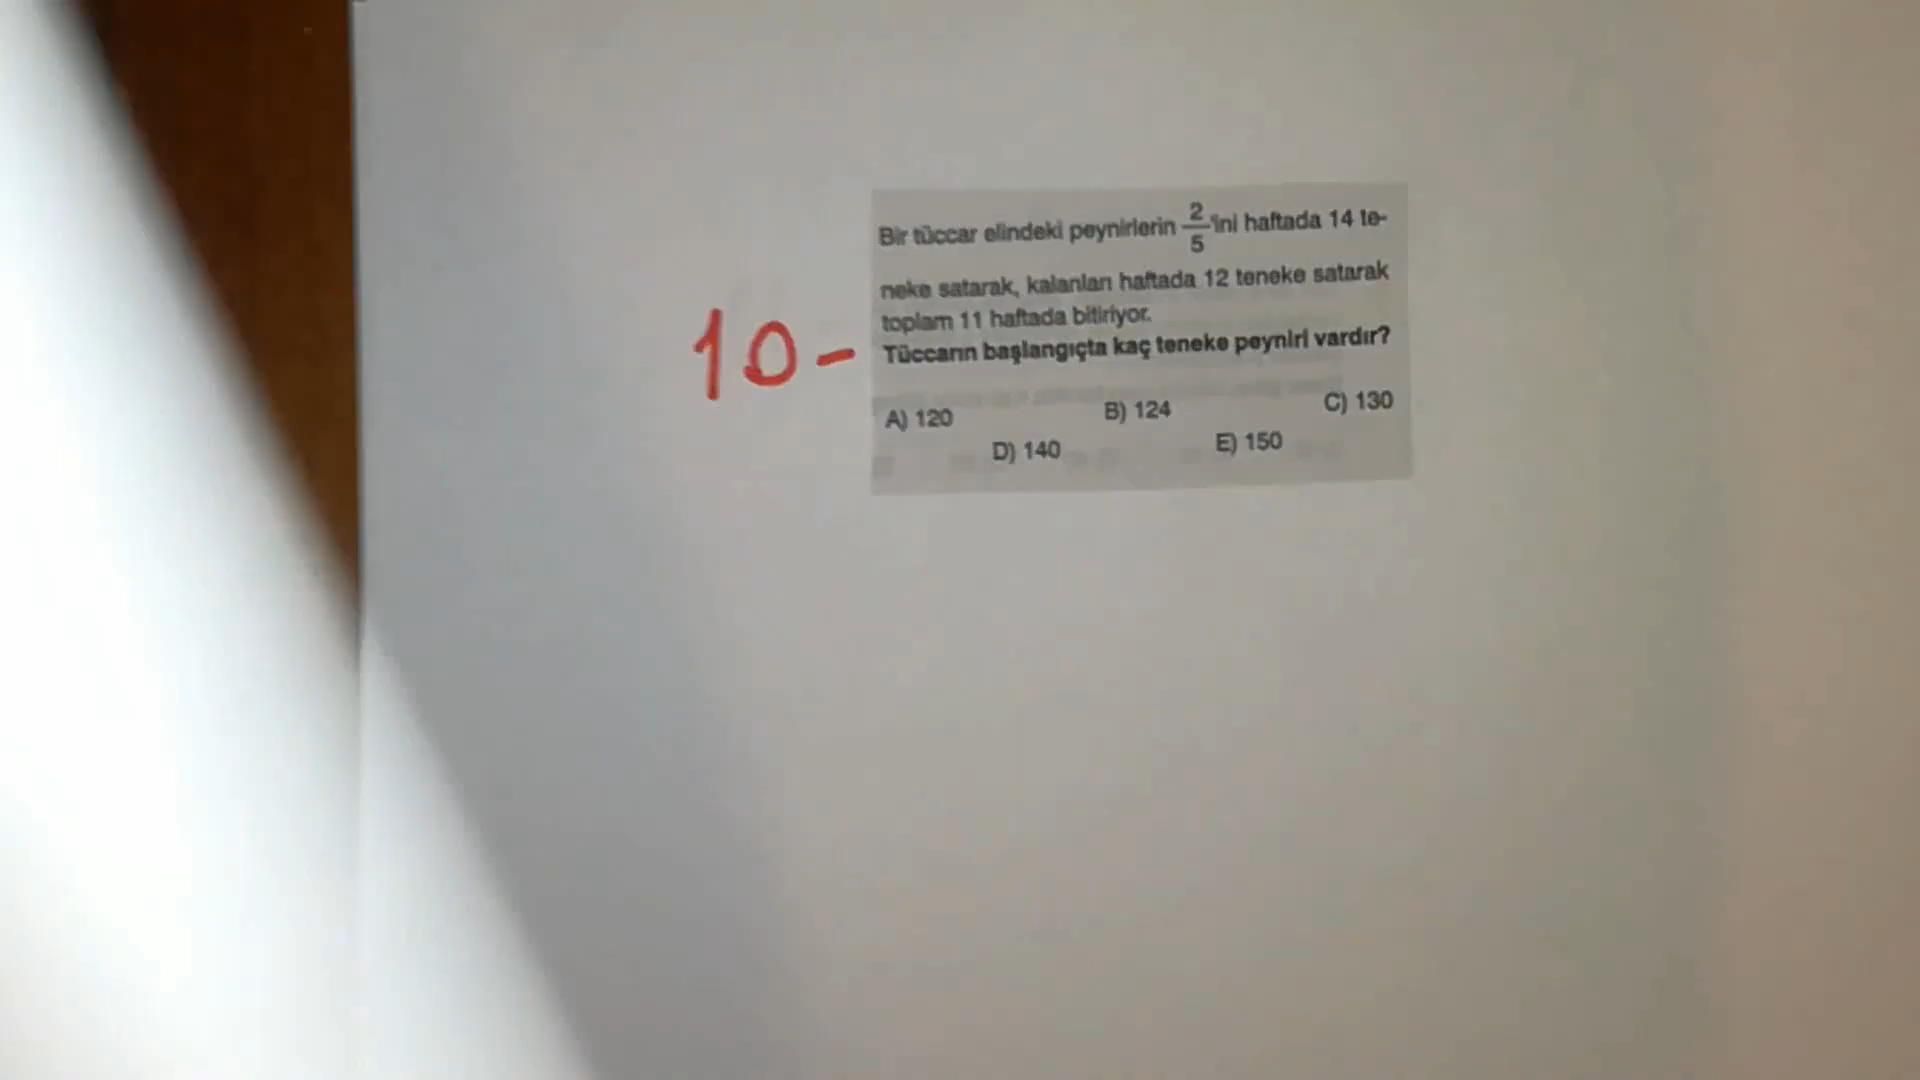 Bir tüccar elindeki peynirlerin 2/5 'ini haftada 14 te-
neke satarak, kalanları haftada 12 teneke satarak
toplam 11 haftada bitiriyor.
10- Tüccarın başlangıçta kaç teneke peyniri vardır?
A) 120 B) 124 C) 130
D) 140 E) 150